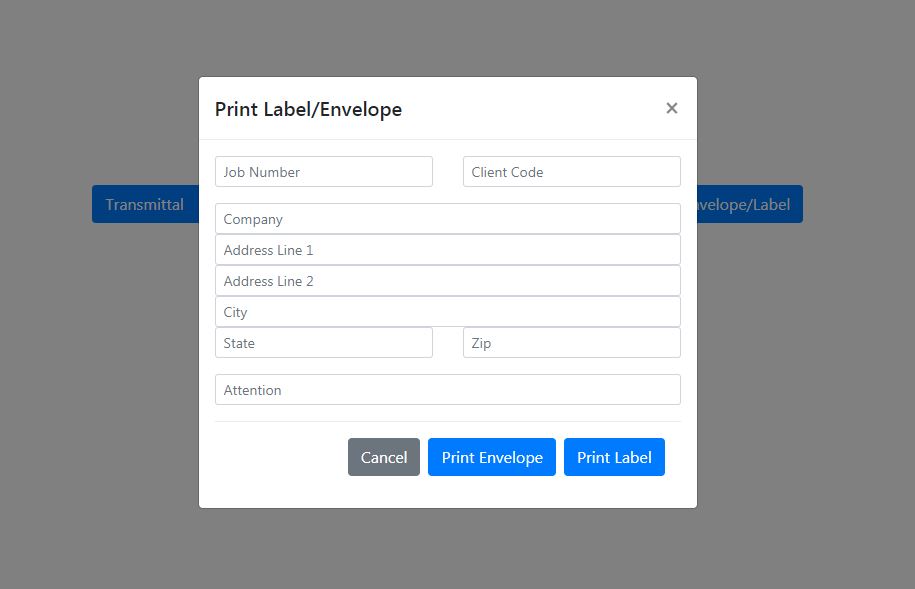 Print Label/Envelope ×
Job Number Client Code
Transmittal
velope/Label
Company
Address Line 1
Address Line 2
City
State Zip
Attention
Cancel Print Envelope Print Label